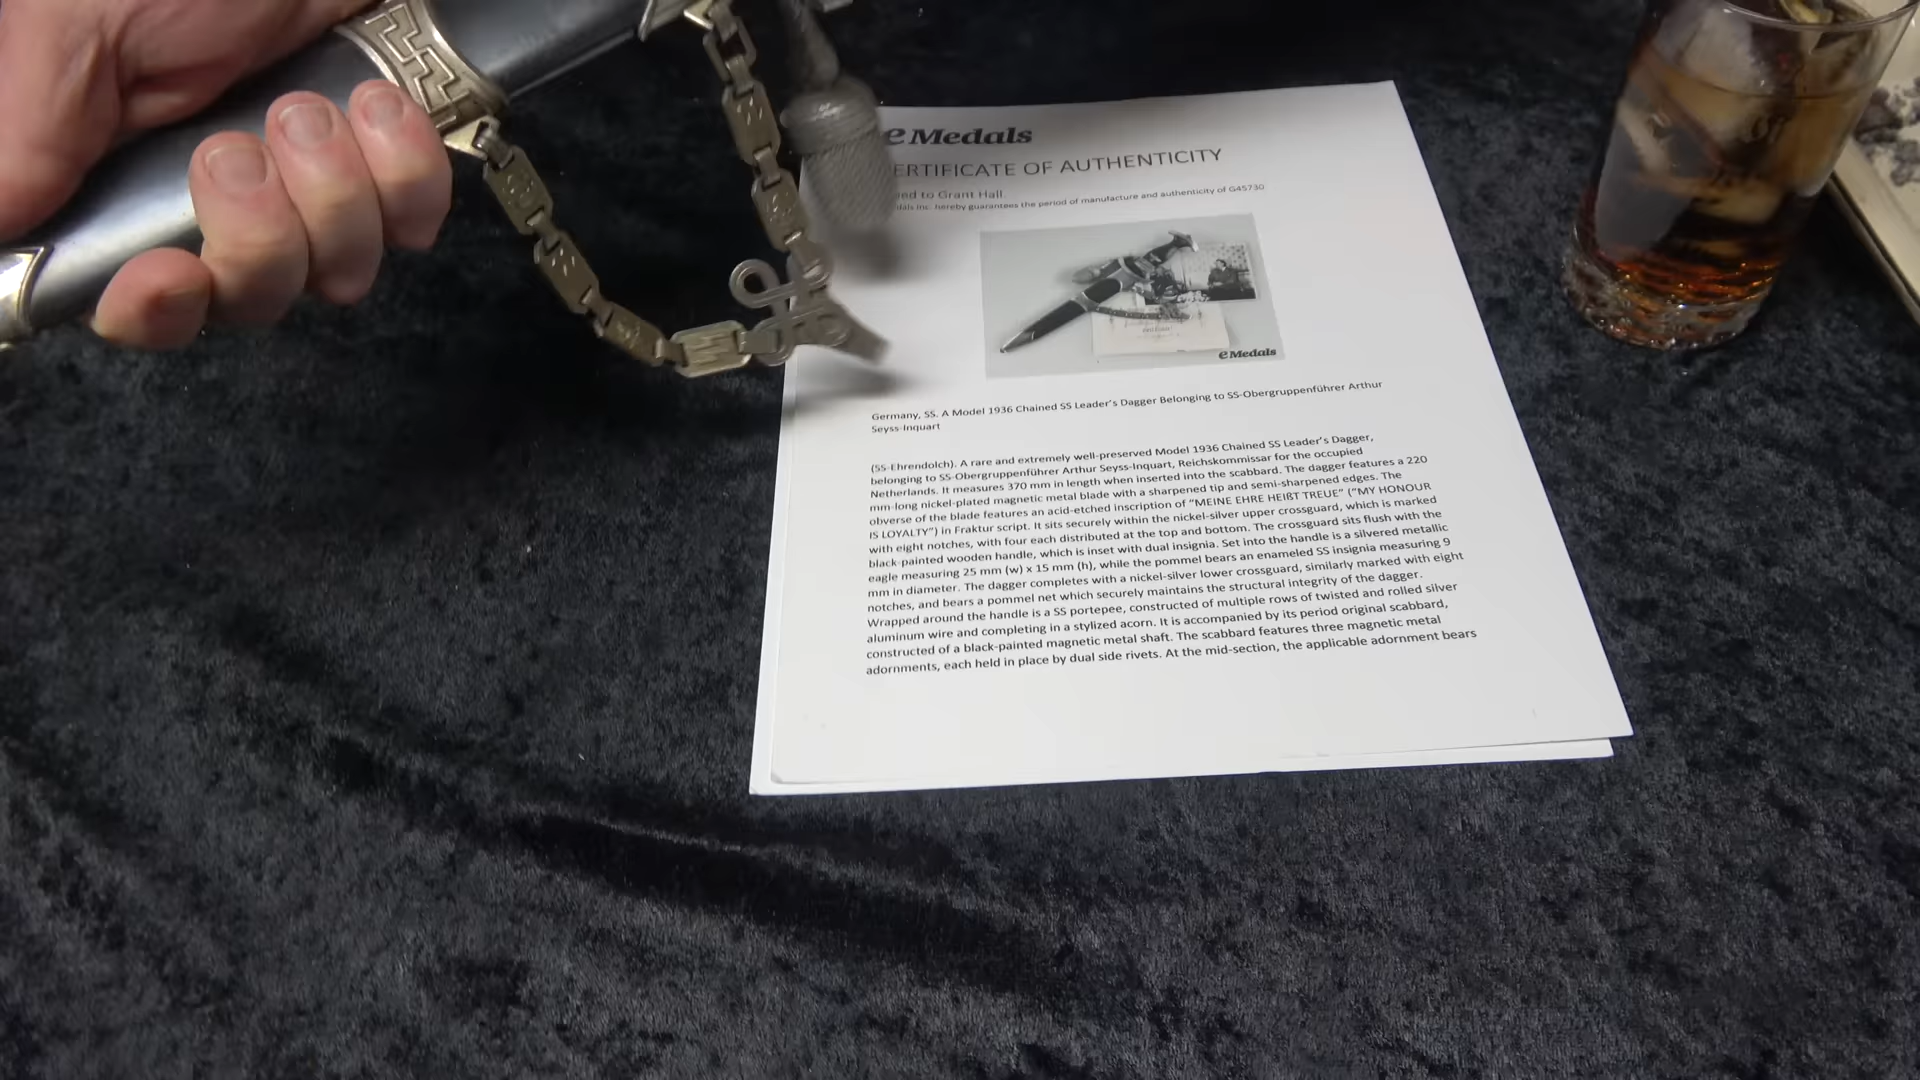 eMedals
ERTIFICATE OF AUTHENTICITY
ed to Grant Hall
dals Inc. hereby guarantees the period of manufacture and authenticity of G45730
eMedals
Germany, SS. A Model 1936 Chained SS Leader's Dagger Belonging to SS-Obergruppenführer Arthur
Seyss-Inquart
(SS-Ehrendolch). A rare and extremely well-preserved Model 1936 Chained SS Leader's Dagger,
belonging to SS-Obergruppenführer Arthur Seyss-Inquart, Reichskommissar for the occupied
Netherlands. It measures 370 mm in length when inserted into the scabbard. The dagger features a 220
mm-long nickel-plated magnetic metal blade with a sharpened tip and semi-sharpened edges. The
obverse of the blade features an acid-etched inscription of "MEINE EHRE HEIßT TREUE" ("MY HONOUR
IS LOYALTY") in Fraktur script. It sits securely within the nickel-silver upper crossguard, which is marked
with eight notches, with four each distributed at the top and bottom. The crossguard sits flush with the
black-painted wooden handle, which is inset with dual insignia. Set into the handle is a silvered metallic
eagle measuring 25 mm (w) x 15 mm (h), while the pommel bears an enameled SS insignia measuring 9
mm in diameter. The dagger completes with a nickel-silver lower crossguard, similarly marked with eight
notches, and bears a pommel net which securely maintains the structural integrity of the dagger.
Wrapped around the handle is a SS portepee, constructed of multiple rows of twisted and rolled silver
aluminum wire and completing in a stylized acorn. It is accompanied by its period original scabbard,
constructed of a black-painted magnetic metal shaft. The scabbard features three magnetic metal
adornments, each held in place by dual side rivets. At the mid-section, the applicable adornment bears